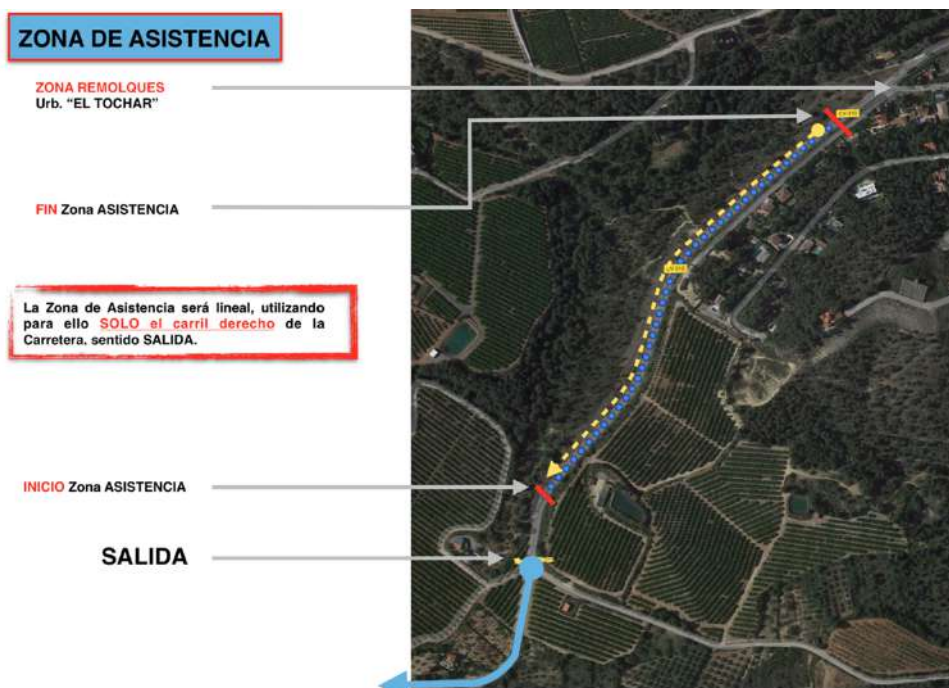 ZONA DE ASISTENCIA
ZONA REMOLQUES
Urb. “EL TOCHAR”
FIN Zona ASISTENCIA
La Zona de Asistencia será lineal, utilizando
para ello SOLO el carril derecho de la
Carretera, sentido SALIDA.
INICIO Zona ASISTENCIA
SALIDA